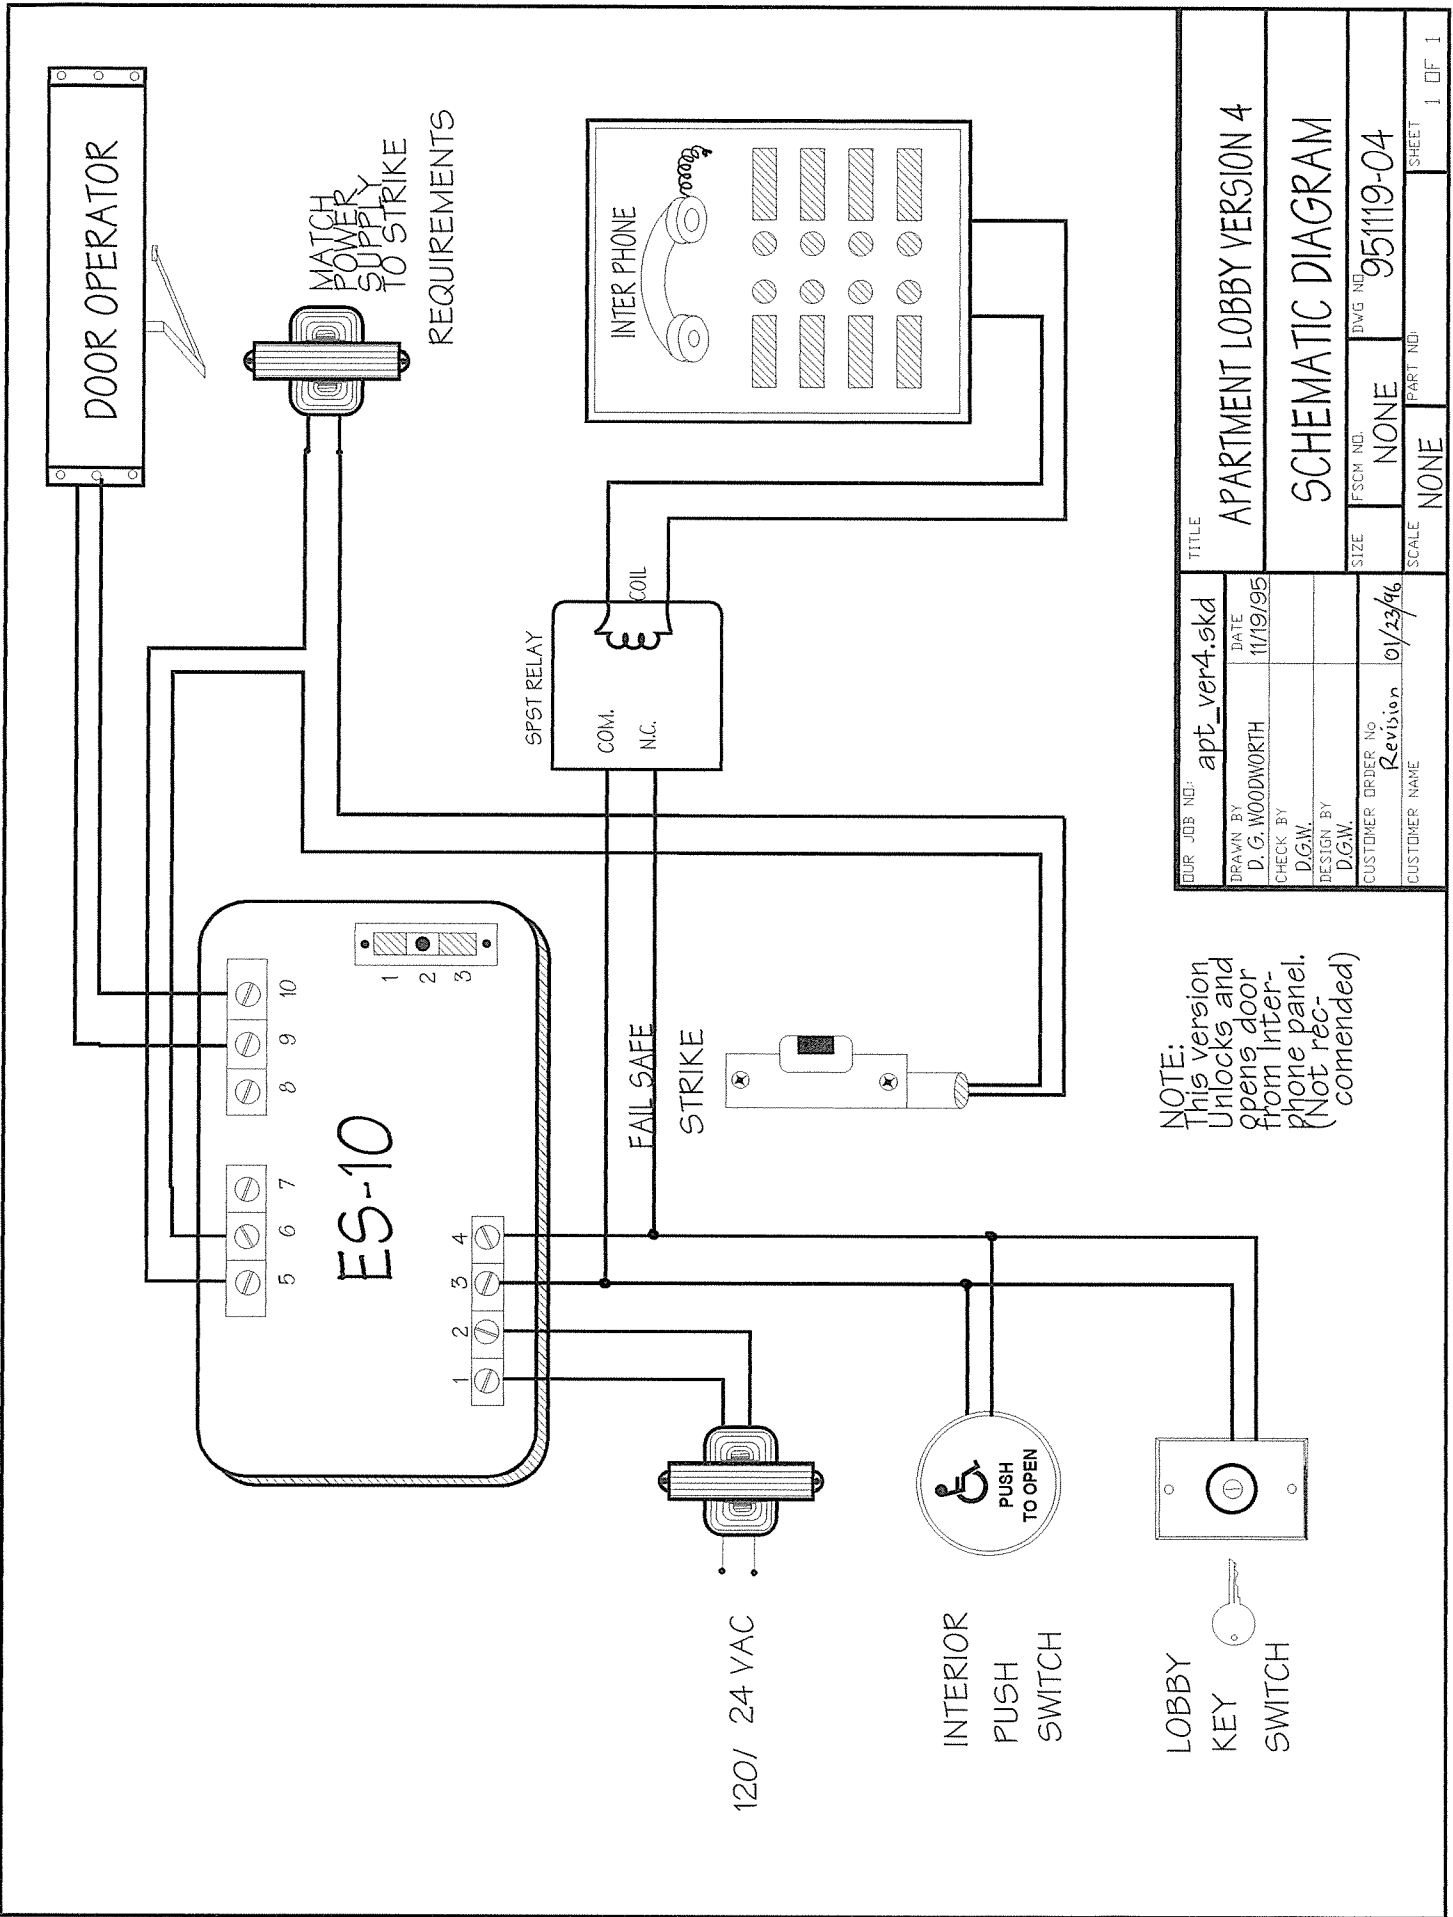 DOOR OPERATOR
MATCH
POWER
SUPPLY
TO STRIKE
REQUIREMENTS
10
9
8
7
6
5
ES-10
1
2
3
4
3
2
1
SPST RELAY
COM.
N.C.
COIL
INTER PHONE
FAIL SAFE
STRIKE
120/ 24 VAC
INTERIOR
PUSH
SWITCH
PUSH
TO OPEN
LOBBY
KEY
SWITCH
NOTE:
This version
Unlocks and
opens door
from Inter-
phone panel.
(Not rec-
comended)
OUR JOB NO:
apt_ver4.skd
DRAWN BY
D. G. WOODWORTH
DATE
11/19/95
CHECK BY
D.G.W.
DESIGN BY
D.G.W.
CUSTOMER ORDER No
Revision 01/23/96
CUSTOMER NAME
TITLE
APARTMENT LOBBY VERSION 4
SCHEMATIC DIAGRAM
SIZE
FSCM NO.
NONE
DWG NO
951119-04
SCALE
NONE
PART NO:
SHEET
1 OF 1